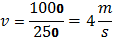 v = 1000/250 = 4 m/s